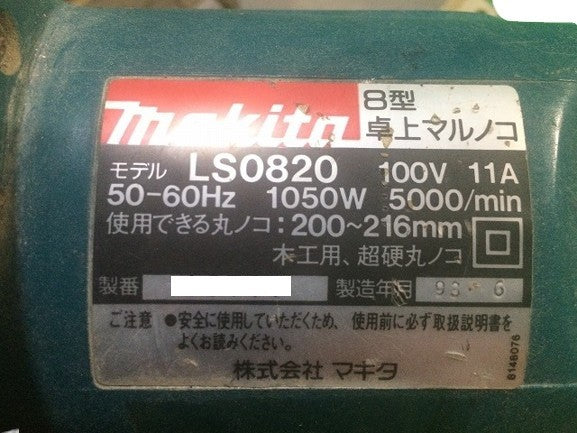 makita 8型
卓上マルノコ
モデル LS0820 100V 11A
50-60Hz 1050W 5000/min
使用できる丸ノコ:200~216mm
木工用、超硬丸ノコ
製番 製造年月 93・6
ご注意 ●安全に使用していただくため、使用前に必ず取扱説明書を
よくお読みください。
株式会社 マキタ
8148076